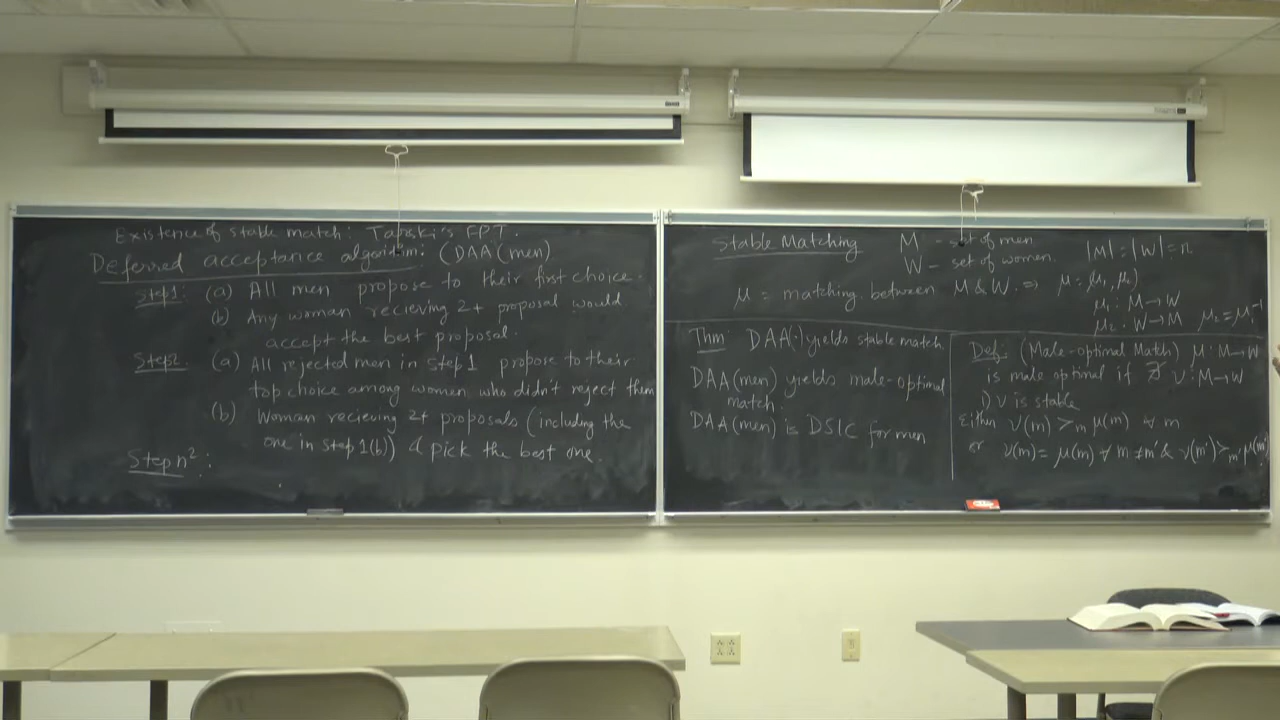 Existence of stable match: Tarski's FPT.
Deferred acceptance algorithm: (DAA(men)
Step1: (a) All men propose to their first choice.
(b) Any woman recieving 2+ proposal would
accept the best proposal.
Step2 (a) All rejected men in step 1 propose to their
top choice among women who didn't reject them
(b) Woman recieving 2+ proposals (including the
one in step 1(b)) & pick the best one.
Step n²:
Stable Matching M - set of men |M| = |W| = n
W - set of women.
μ = matching between M & W. ⇒ μ = (μ₁, μ₂)
μ₁ : M → W
μ₂ : W → M μ₂ = μ₁⁻¹
Thm: DAA(·) yields stable match.
DAA(men) yields male-optimal
match.
DAA(men) is DSIC for men
Def: (Male-optimal Match) μ : M → W
is male optimal if ∄ ν : M → W
1) ν is stable
Either ν(m) >ₘ μ(m) ∀ m
or ν(m) = μ(m) ∀ m ≠ m' & ν(m') >ₘ' μ(m')